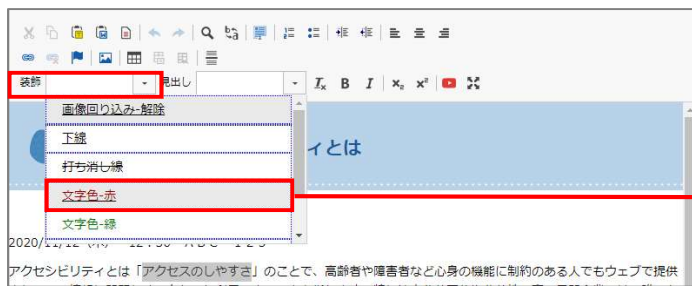 装飾
見出し
Ix B I x₂ x²
画像回り込み-解除
下線
ィとは
打ち消し線
文字色-赤
文字色-緑
2020/11/12
アクセシビリティとは「アクセスのしやすさ」のことで、高齢者や障害者など心身の機能に制約のある人でもウェブで提供